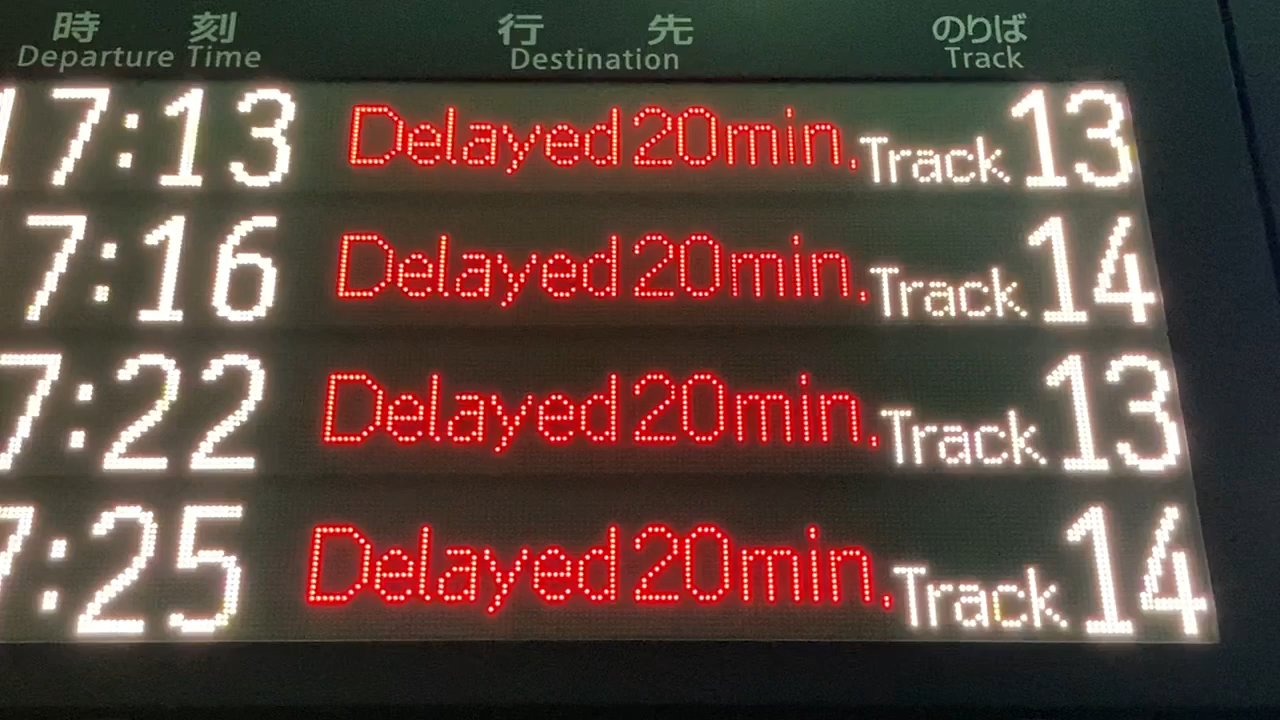 時刻 行先 のりば
Departure Time Destination Track
17:13 Delayed 20min. Track 13
7:16 Delayed 20min. Track 14
7:22 Delayed 20min. Track 13
7:25 Delayed 20min. Track 14